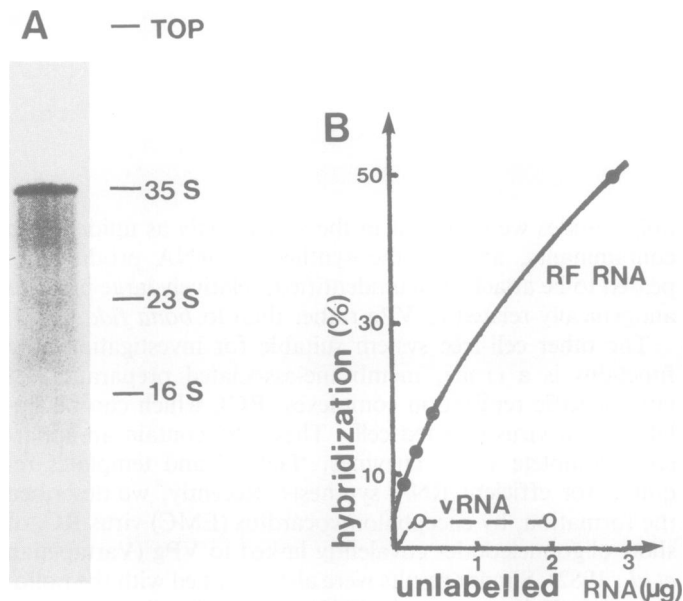 A
TOP
35 S
23 S
16 S
B
50
30
10
hybridization (%)
RF RNA
vRNA
1
2
3
unlabelled RNA (μg)